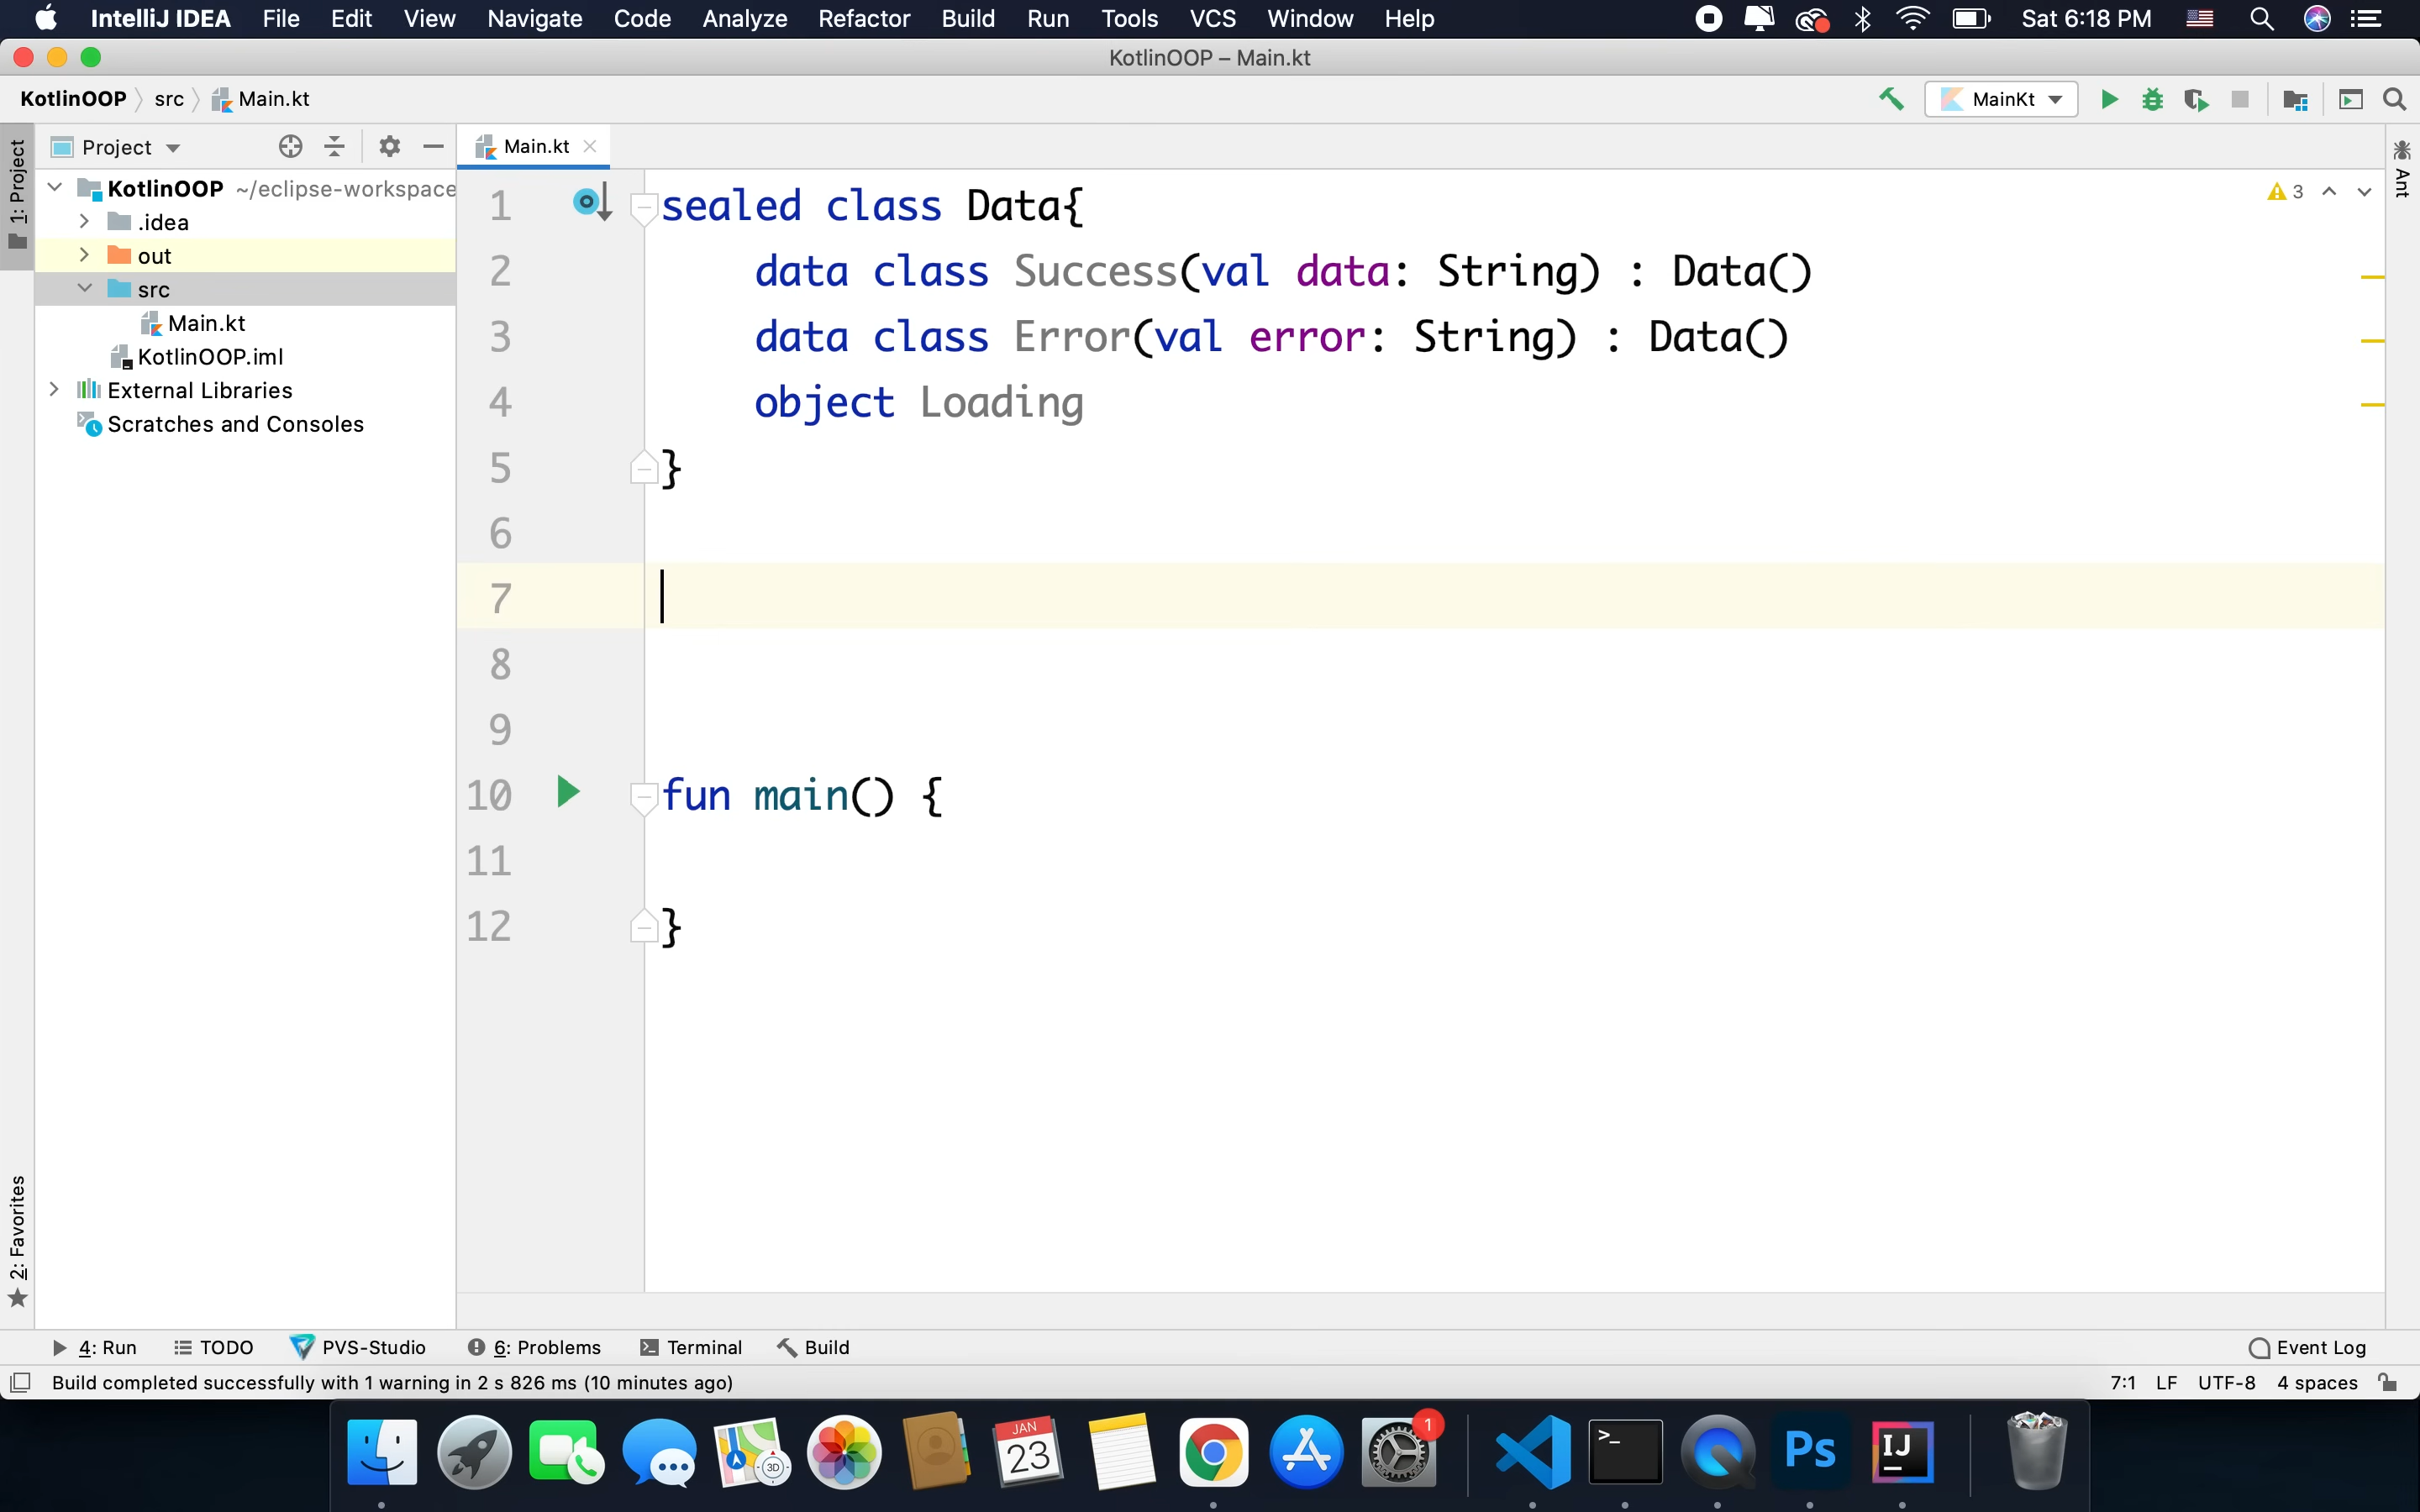 IntelliJ IDEA File Edit View Navigate Code Analyze Refactor Build Run Tools VCS Window Help Sat 6:18 PM
KotlinOOP – Main.kt
KotlinOOP src Main.kt MainKt
1: Project
Project
Main.kt
KotlinOOP ~/eclipse-workspace
.idea
out
src
Main.kt
KotlinOOP.iml
External Libraries
Scratches and Consoles
1 sealed class Data{
2 data class Success(val data: String) : Data()
3 data class Error(val error: String) : Data()
4 object Loading
5 }
6
7
8
9
10 fun main() {
11
12 }
3
Ant
2: Favorites
4: Run TODO PVS-Studio 6: Problems Terminal Build Event Log
Build completed successfully with 1 warning in 2 s 826 ms (10 minutes ago) 7:1 LF UTF-8 4 spaces
3D
JAN
23
1
>_
Ps
IJ